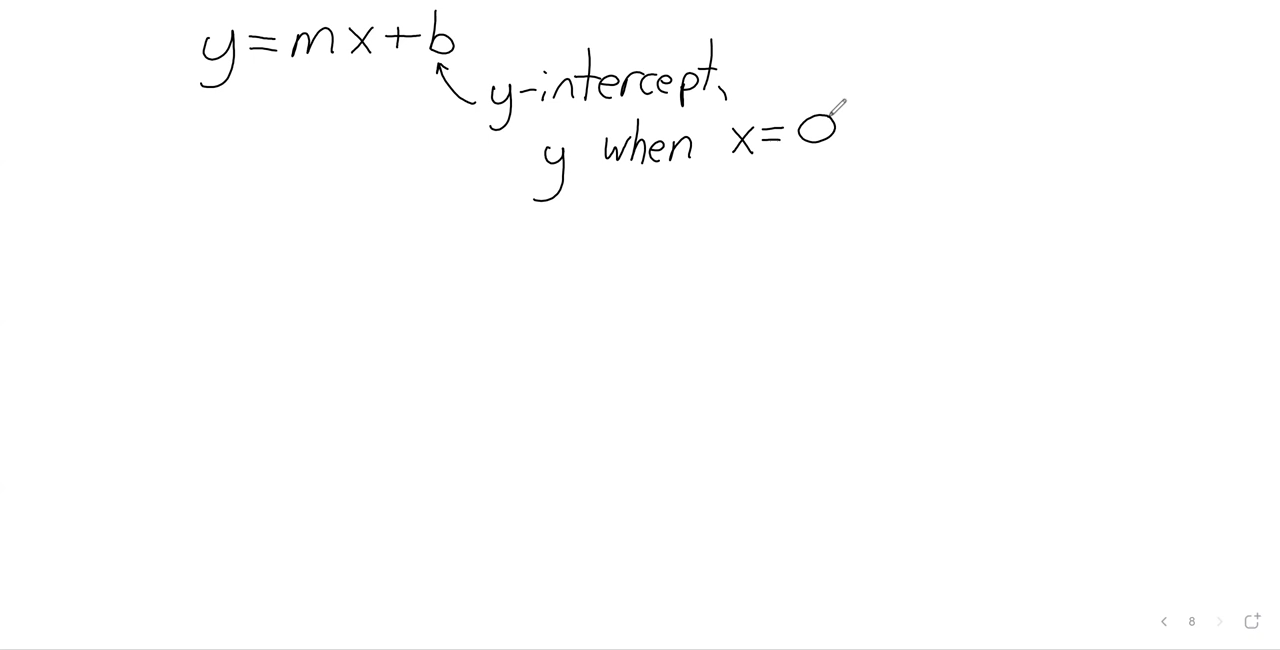 y=mx+b
y-intercept,
y when x=0
8